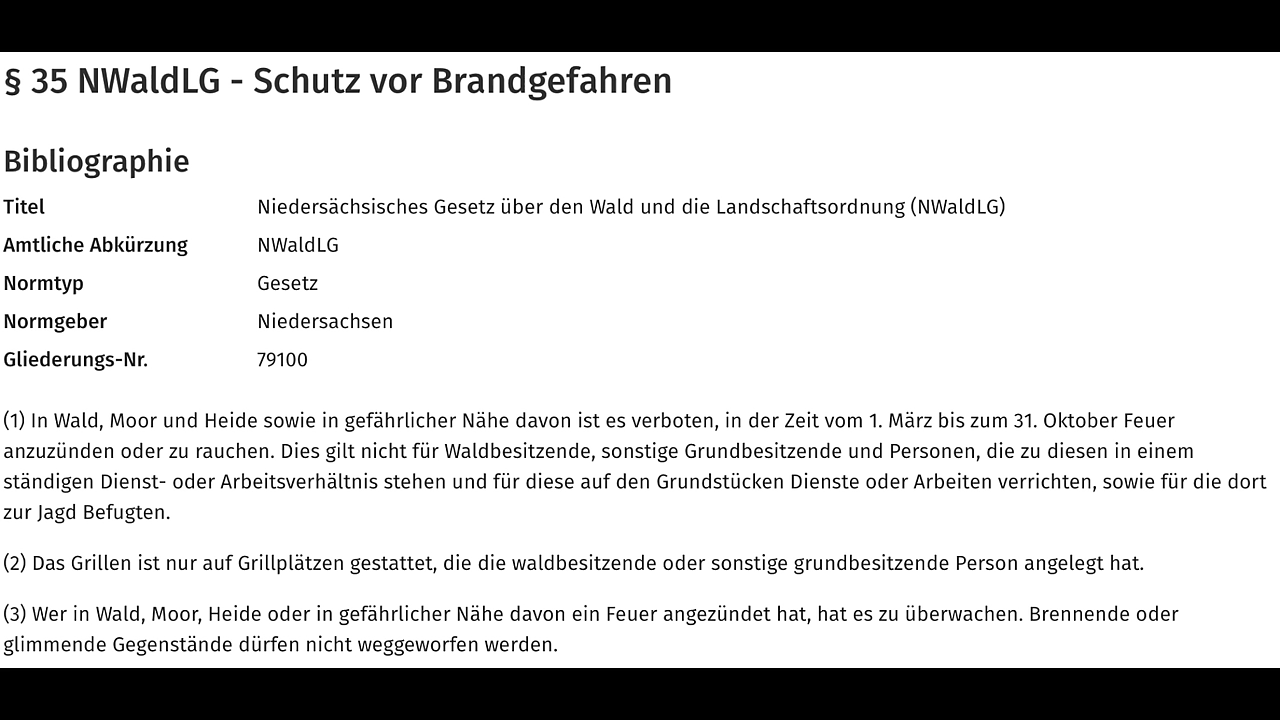 § 35 NWaldLG - Schutz vor Brandgefahren
Bibliographie
Titel Niedersächsisches Gesetz über den Wald und die Landschaftsordnung (NWaldLG)
Amtliche Abkürzung NWaldLG
Normtyp Gesetz
Normgeber Niedersachsen
Gliederungs-Nr. 79100
(1) In Wald, Moor und Heide sowie in gefährlicher Nähe davon ist es verboten, in der Zeit vom 1. März bis zum 31. Oktober Feuer
anzuzünden oder zu rauchen. Dies gilt nicht für Waldbesitzende, sonstige Grundbesitzende und Personen, die zu diesen in einem
ständigen Dienst- oder Arbeitsverhältnis stehen und für diese auf den Grundstücken Dienste oder Arbeiten verrichten, sowie für die dort
zur Jagd Befugten.
(2) Das Grillen ist nur auf Grillplätzen gestattet, die die waldbesitzende oder sonstige grundbesitzende Person angelegt hat.
(3) Wer in Wald, Moor, Heide oder in gefährlicher Nähe davon ein Feuer angezündet hat, hat es zu überwachen. Brennende oder
glimmende Gegenstände dürfen nicht weggeworfen werden.